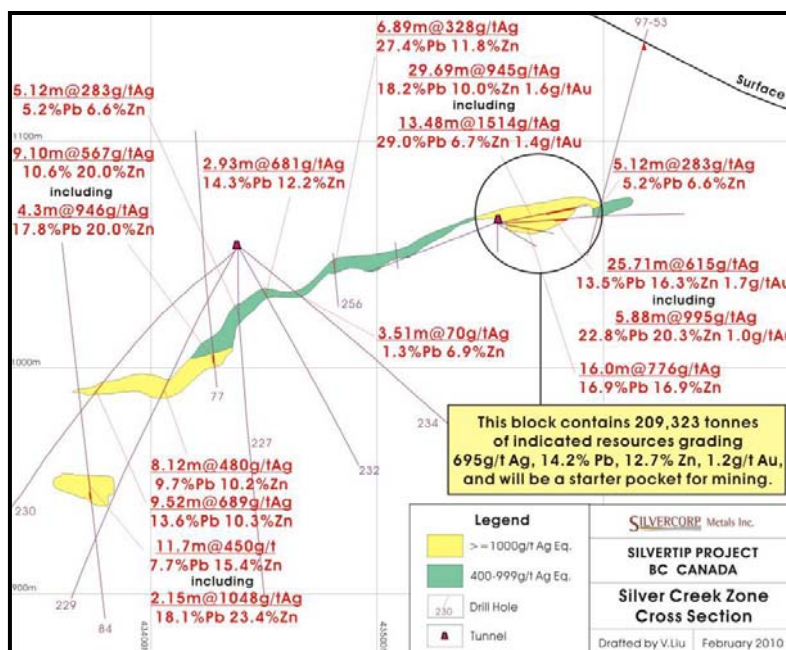 97-53
Surface
6.89m@328g/tAg
27.4%Pb 11.8%Zn
5.12m@283g/tAg
5.2%Pb 6.6%Zn
29.69m@945g/tAg
18.2%Pb 10.0%Zn 1.6g/tAu
including
13.48m@1514g/tAg
29.0%Pb 6.7%Zn 1.4g/tAu
1100m
9.10m@567g/tAg
10.6% 20.0%Zn
including
4.3m@946g/tAg
17.8%Pb 20.0%Zn
2.93m@681g/tAg
14.3%Pb 12.2%Zn
5.12m@283g/tAg
5.2%Pb 6.6%Zn
25.71m@615g/tAg
13.5%Pb 16.3%Zn 1.7g/tAu
including
5.88m@995g/tAg
22.8%Pb 20.3%Zn 1.0g/tAu
256
3.51m@70g/tAg
1.3%Pb 6.9%Zn
1000m
16.0m@776g/tAg
16.9%Pb 16.9%Zn
77
234
227
232
This block contains 209,323 tonnes
of indicated resources grading
695g/t Ag, 14.2% Pb, 12.7% Zn, 1.2g/t Au,
and will be a starter pocket for mining.
8.12m@480g/tAg
9.7%Pb 10.2%Zn
9.52m@689g/tAg
13.6%Pb 10.3%Zn
230
11.7m@450g/t
7.7%Pb 15.4%Zn
including
2.15m@1048g/tAg
18.1%Pb 23.4%Zn
900m
229
84
43400N
43500N
Legend
>=1000g/t Ag Eq.
400-999g/t Ag Eq.
230
Drill Hole
Tunnel
SILVERCORP Metals Inc.
SILVERTIP PROJECT
BC CANADA
Silver Creek Zone
Cross Section
Drafted by V.Liu
February 2010